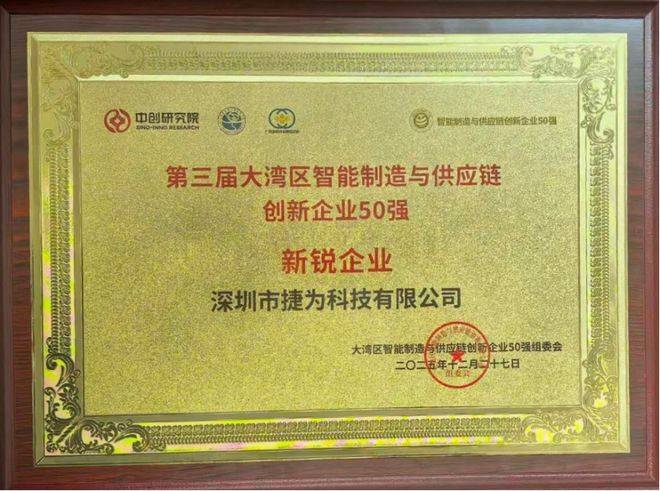 中创研究院
SINO-INNO RESEARCH
智能制造与供应链创新企业50强
第三届大湾区智能制造与供应链
创新企业50强
新锐企业
深圳市捷为科技有限公司
大湾区智能制造与供应链创新企业50强组委会
二〇二五年十二月二十七日
组委会